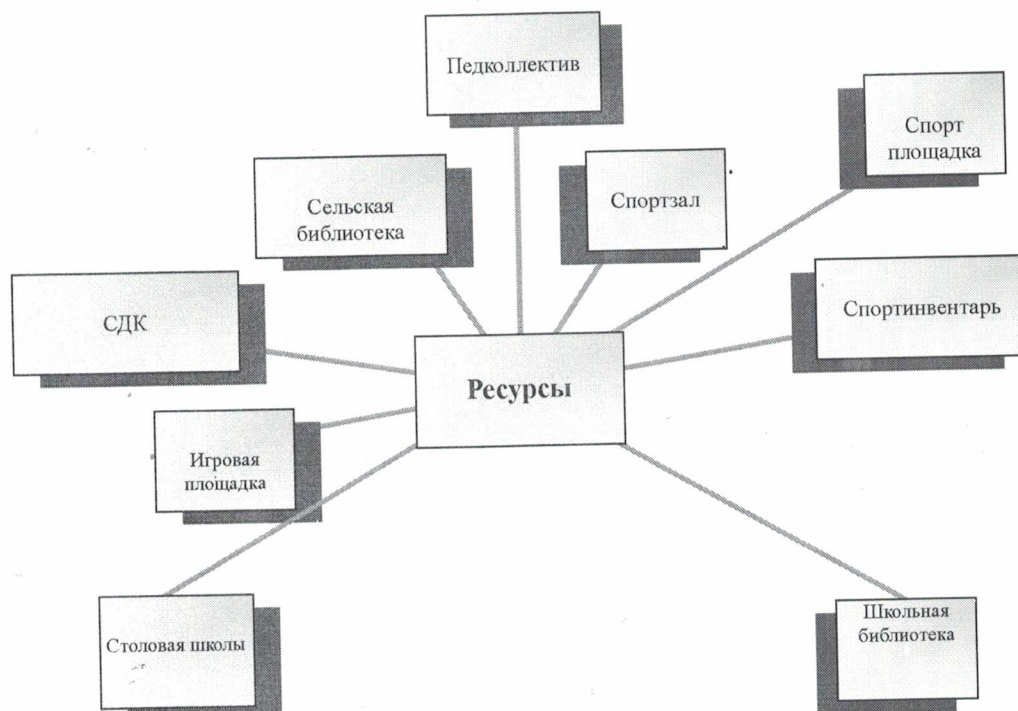 Педколлектив
Спорт
площадка
Сельская
библиотека
Спортзал
СДК
Спортинвентарь
Ресурсы
Игровая
площадка
Столовая школы
Школьная
библиотека